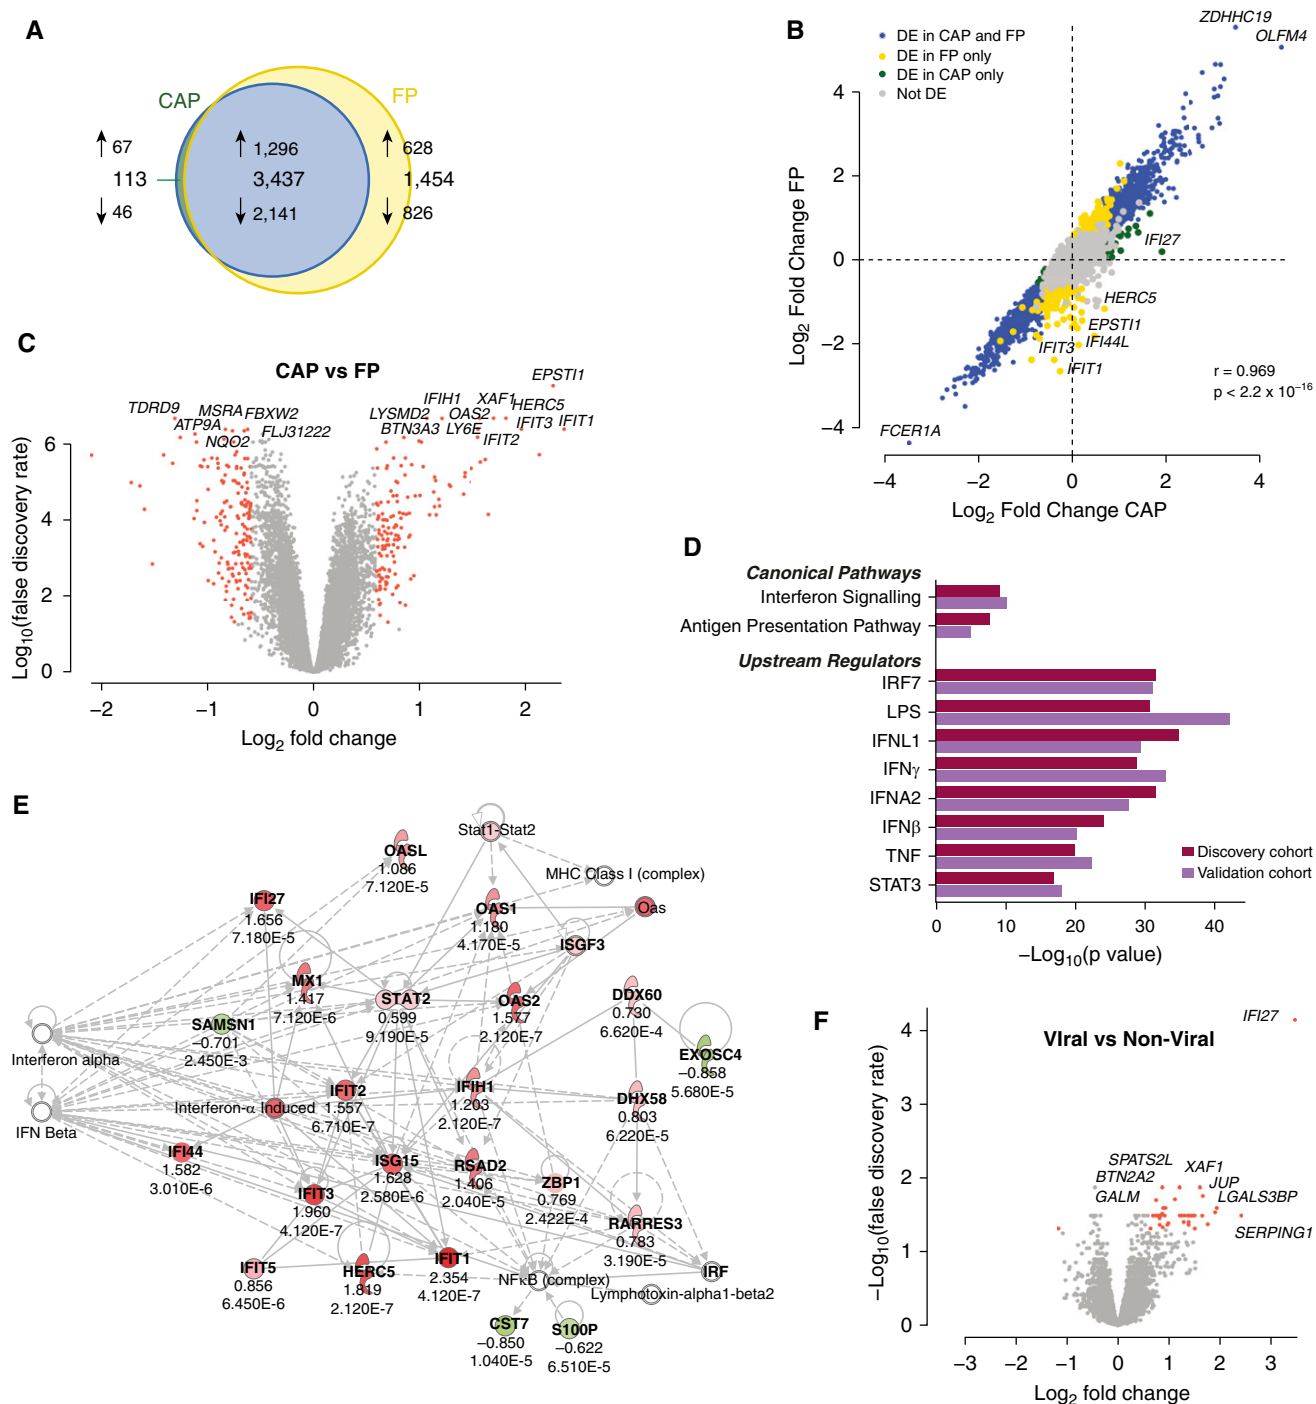 A
CAP
FP
67
113
46
1,296
3,437
2,141
628
1,454
826
B
DE in CAP and FP
DE in FP only
DE in CAP only
Not DE
ZDHHC19
OLFM4
IFI27
HERC5
EPSTI1
IFI44L
IFIT3
IFIT1
FCER1A
r = 0.969
p < 2.2 x 10−16
Log2 Fold Change FP
4
2
0
−2
−4
−4
−2
0
2
4
Log2 Fold Change CAP
C
CAP vs FP
EPSTI1
TDRD9
MSRA
FBXW2
ATP9A
NQO2
FLJ31222
IFIH1
XAF1
LYSMD2
OAS2
HERC5
BTN3A3
LY6E
IFIT3
IFIT1
IFIT2
Log10(false discovery rate)
6
4
2
0
−2
−1
0
1
2
Log2 fold change
D
Canonical Pathways
Interferon Signalling
Antigen Presentation Pathway
Upstream Regulators
IRF7
LPS
IFNL1
IFNγ
IFNA2
IFNβ
TNF
STAT3
Discovery cohort
Validation cohort
0
10
20
30
40
−Log10(p value)
E
Stat1-Stat2
OASL
1.086
7.120E-5
MHC Class I (complex)
IFI27
1.656
7.180E-5
OAS1
1.180
4.170E-5
Oas
ISGF3
MX1
1.417
7.120E-6
STAT2
0.599
9.190E-5
OAS2
1.577
2.120E-7
DDX60
0.730
6.620E-4
SAMSN1
−0.701
2.450E-3
Interferon alpha
EXOSC4
−0.858
5.680E-5
IFIT2
1.557
6.710E-7
IFIH1
1.203
2.120E-7
DHX58
0.803
6.220E-5
Interferon-α Induced
IFN Beta
IFI44
1.582
3.010E-6
ISG15
1.628
2.580E-6
RSAD2
1.406
2.040E-5
ZBP1
0.769
2.422E-4
IFIT3
1.960
4.120E-7
RARRES3
0.783
3.190E-5
IFIT5
0.856
6.450E-6
HERC5
1.819
2.120E-7
IFIT1
2.354
4.120E-7
NFκB (complex)
IRF
Lymphotoxin-alpha1-beta2
CST7
−0.850
1.040E-5
S100P
−0.622
6.510E-5
F
VIral vs Non-Viral
IFI27
SPATS2L
XAF1
BTN2A2
JUP
GALM
LGALS3BP
SERPING1
−Log10(false discovery rate)
4
3
2
1
0
−3
−2
−1
0
1
2
3
Log2 fold change